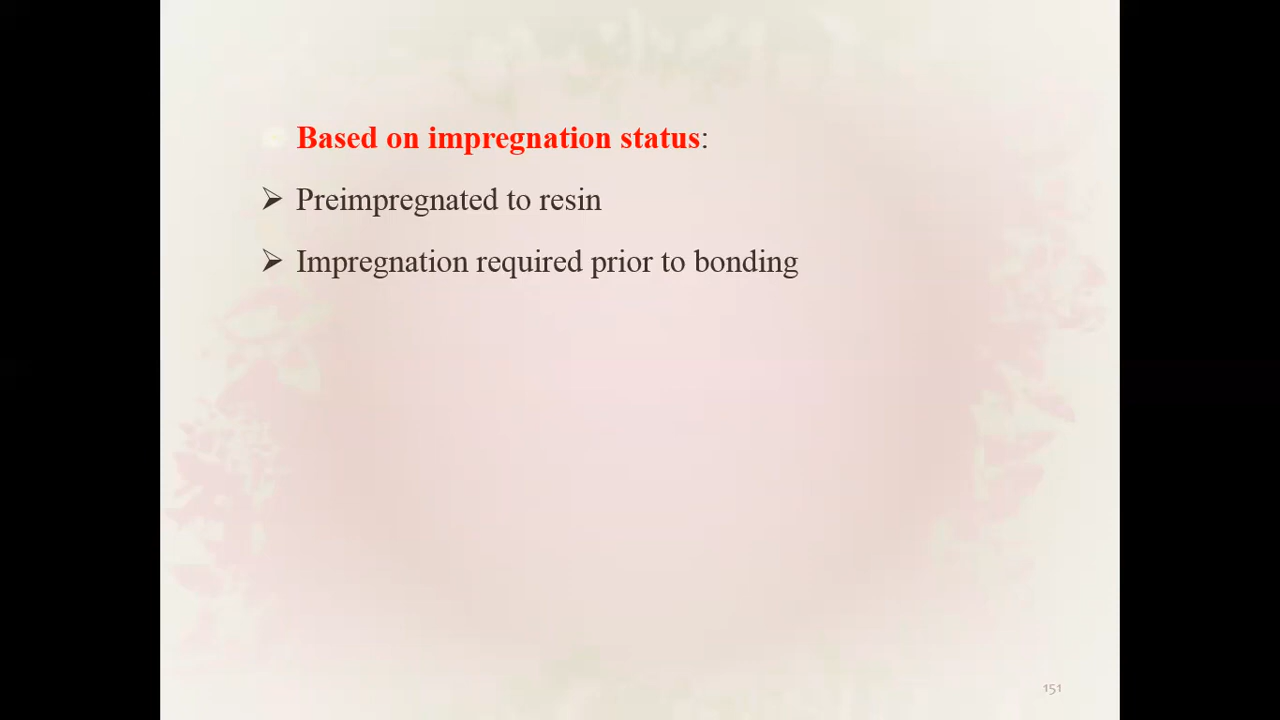 Based on impregnation status:
➢ Preimpregnated to resin
➢ Impregnation required prior to bonding
151